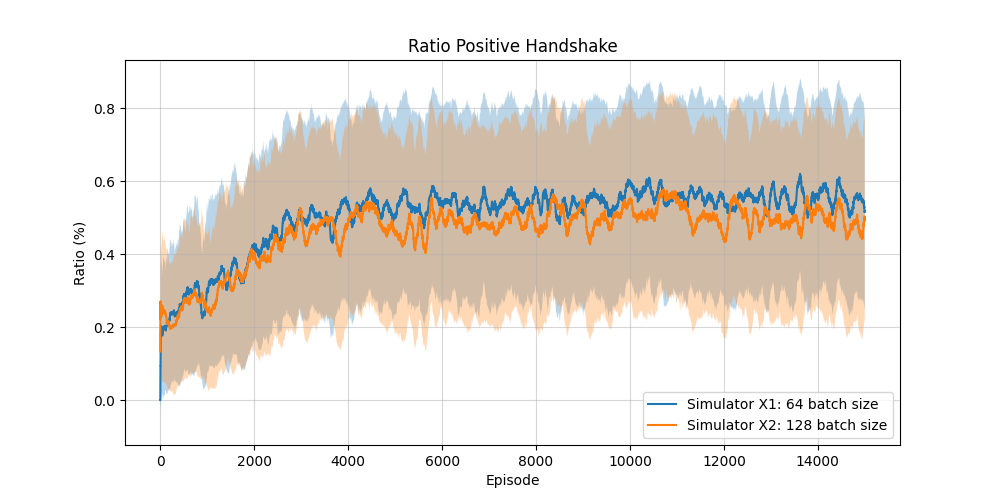 Ratio Positive Handshake
Ratio (%)
0.8
0.6
0.4
0.2
0.0
Simulator X1: 64 batch size
Simulator X2: 128 batch size
0 2000 4000 6000 8000 10000 12000 14000
Episode